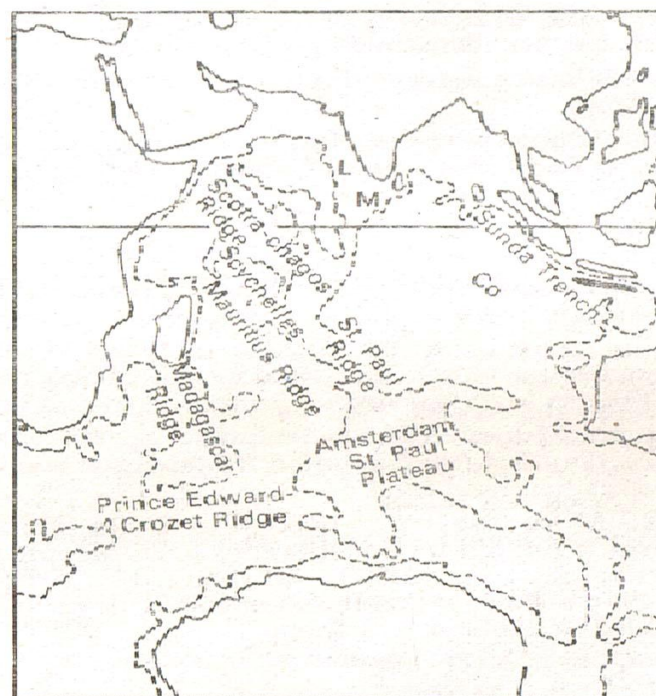 L
M
Scotra Chagos
Ridge
Seychelles
Mauritius Ridge
Sunda Trench
Co
St. Paul
Ridge
Madagascar
Ridge
Amsterdam
St. Paul
Plateau
Prince Edward-
Crozet Ridge